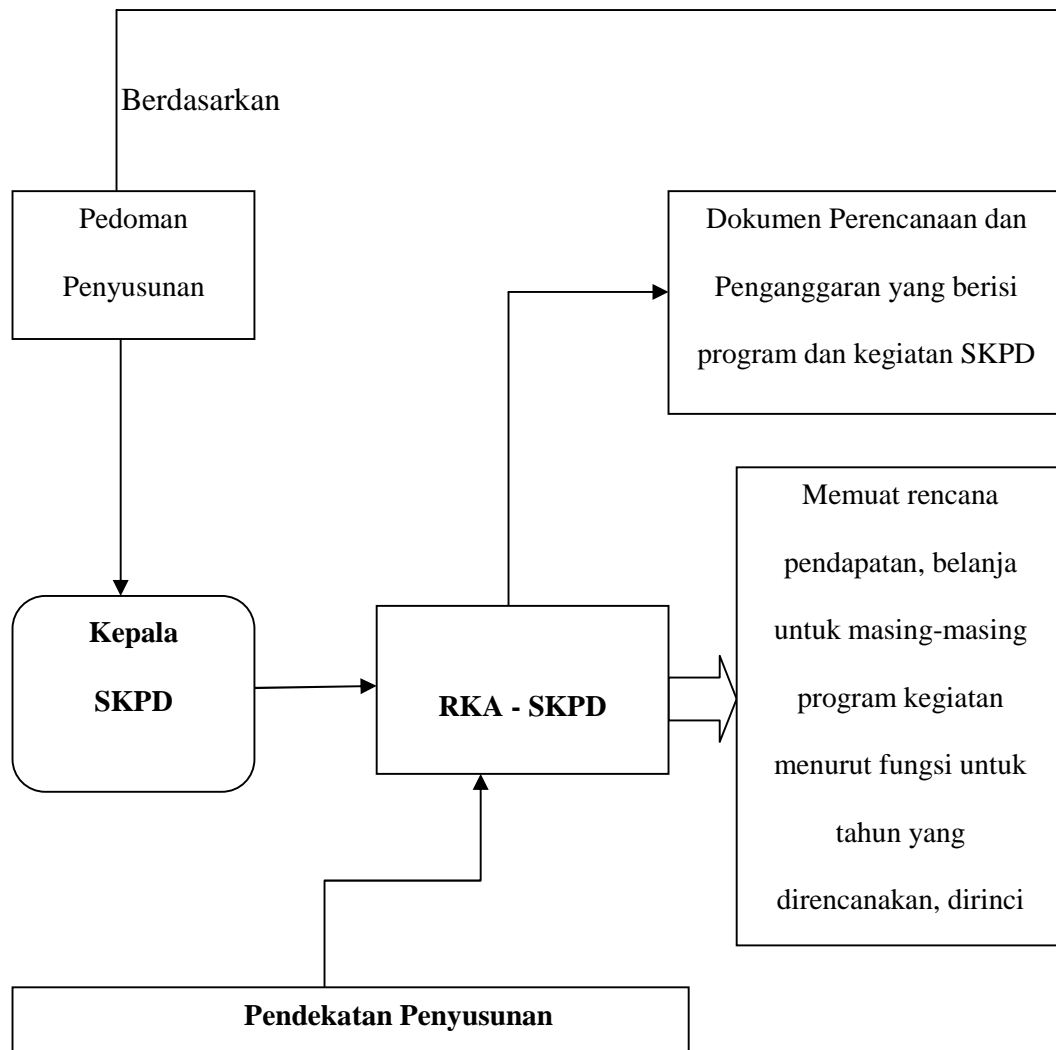 Berdasarkan
Pedoman
Penyusunan
Dokumen Perencanaan dan
Penganggaran yang berisi
program dan kegiatan SKPD
Memuat rencana
pendapatan, belanja
untuk masing-masing
program kegiatan
menurut fungsi untuk
tahun yang
direncanakan, dirinci
Kepala
SKPD
RKA - SKPD
Pendekatan Penyusunan